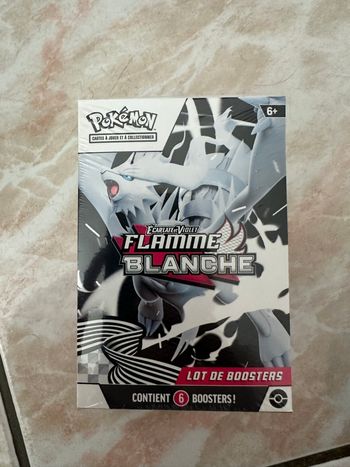 POKéMON
CARTES À JOUER ET À COLLECTIONNER
6+
ÉCARLATE ET VIOLET
FLAMME
BLANCHE
LOT DE BOOSTERS
CONTIENT 6 BOOSTERS!